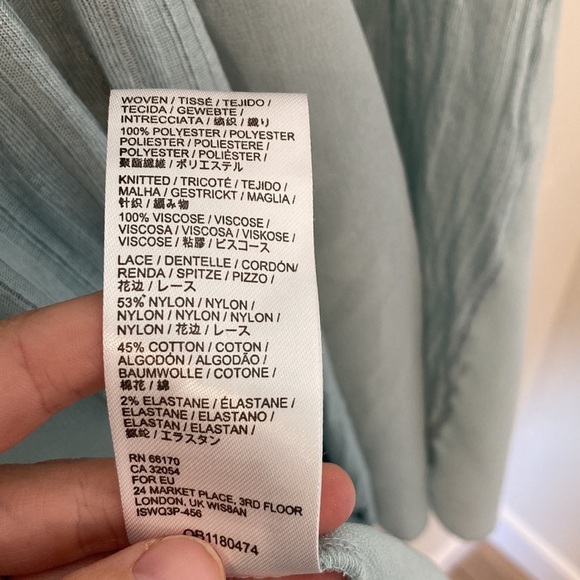 WOVEN / TISSÉ / TEJIDO /
TECIDA / GEWEBTE /
INTRECCIATA / 编织 / 織り
100% POLYESTER / POLYESTER
POLIESTER / POLIESTERE /
POLYESTER / POLIÉSTER /
聚酯纖維 / ポリエステル
KNITTED / TRICOTÉ / TEJIDO /
MALHA / GESTRICKT / MAGLIA /
针织 / 編み物
100% VISCOSE / VISCOSE /
VISCOSA / VISCOSA / VISKOSE /
VISCOSE / 粘膠 / ビスコース
LACE / DENTELLE / CORDÓN/
RENDA / SPITZE / PIZZO /
花边 / レース
53% NYLON / NYLON /
NYLON / NYLON / NYLON /
NYLON / 花边 / レース
45% COTTON / COTON /
ALGODÓN / ALGODÃO /
BAUMWOLLE / COTONE /
棉花 / 綿
2% ELASTANE / ÉLASTANE /
ELASTANE / ELASTANO /
ELASTAN / ELASTAN /
/ エラスタン
RN 66170
CA 32054
FOR EU
24 MARKET PLACE, 3RD FLOOR
LONDON, UK WIS8AN
ISWQ3P-456
OB1180474